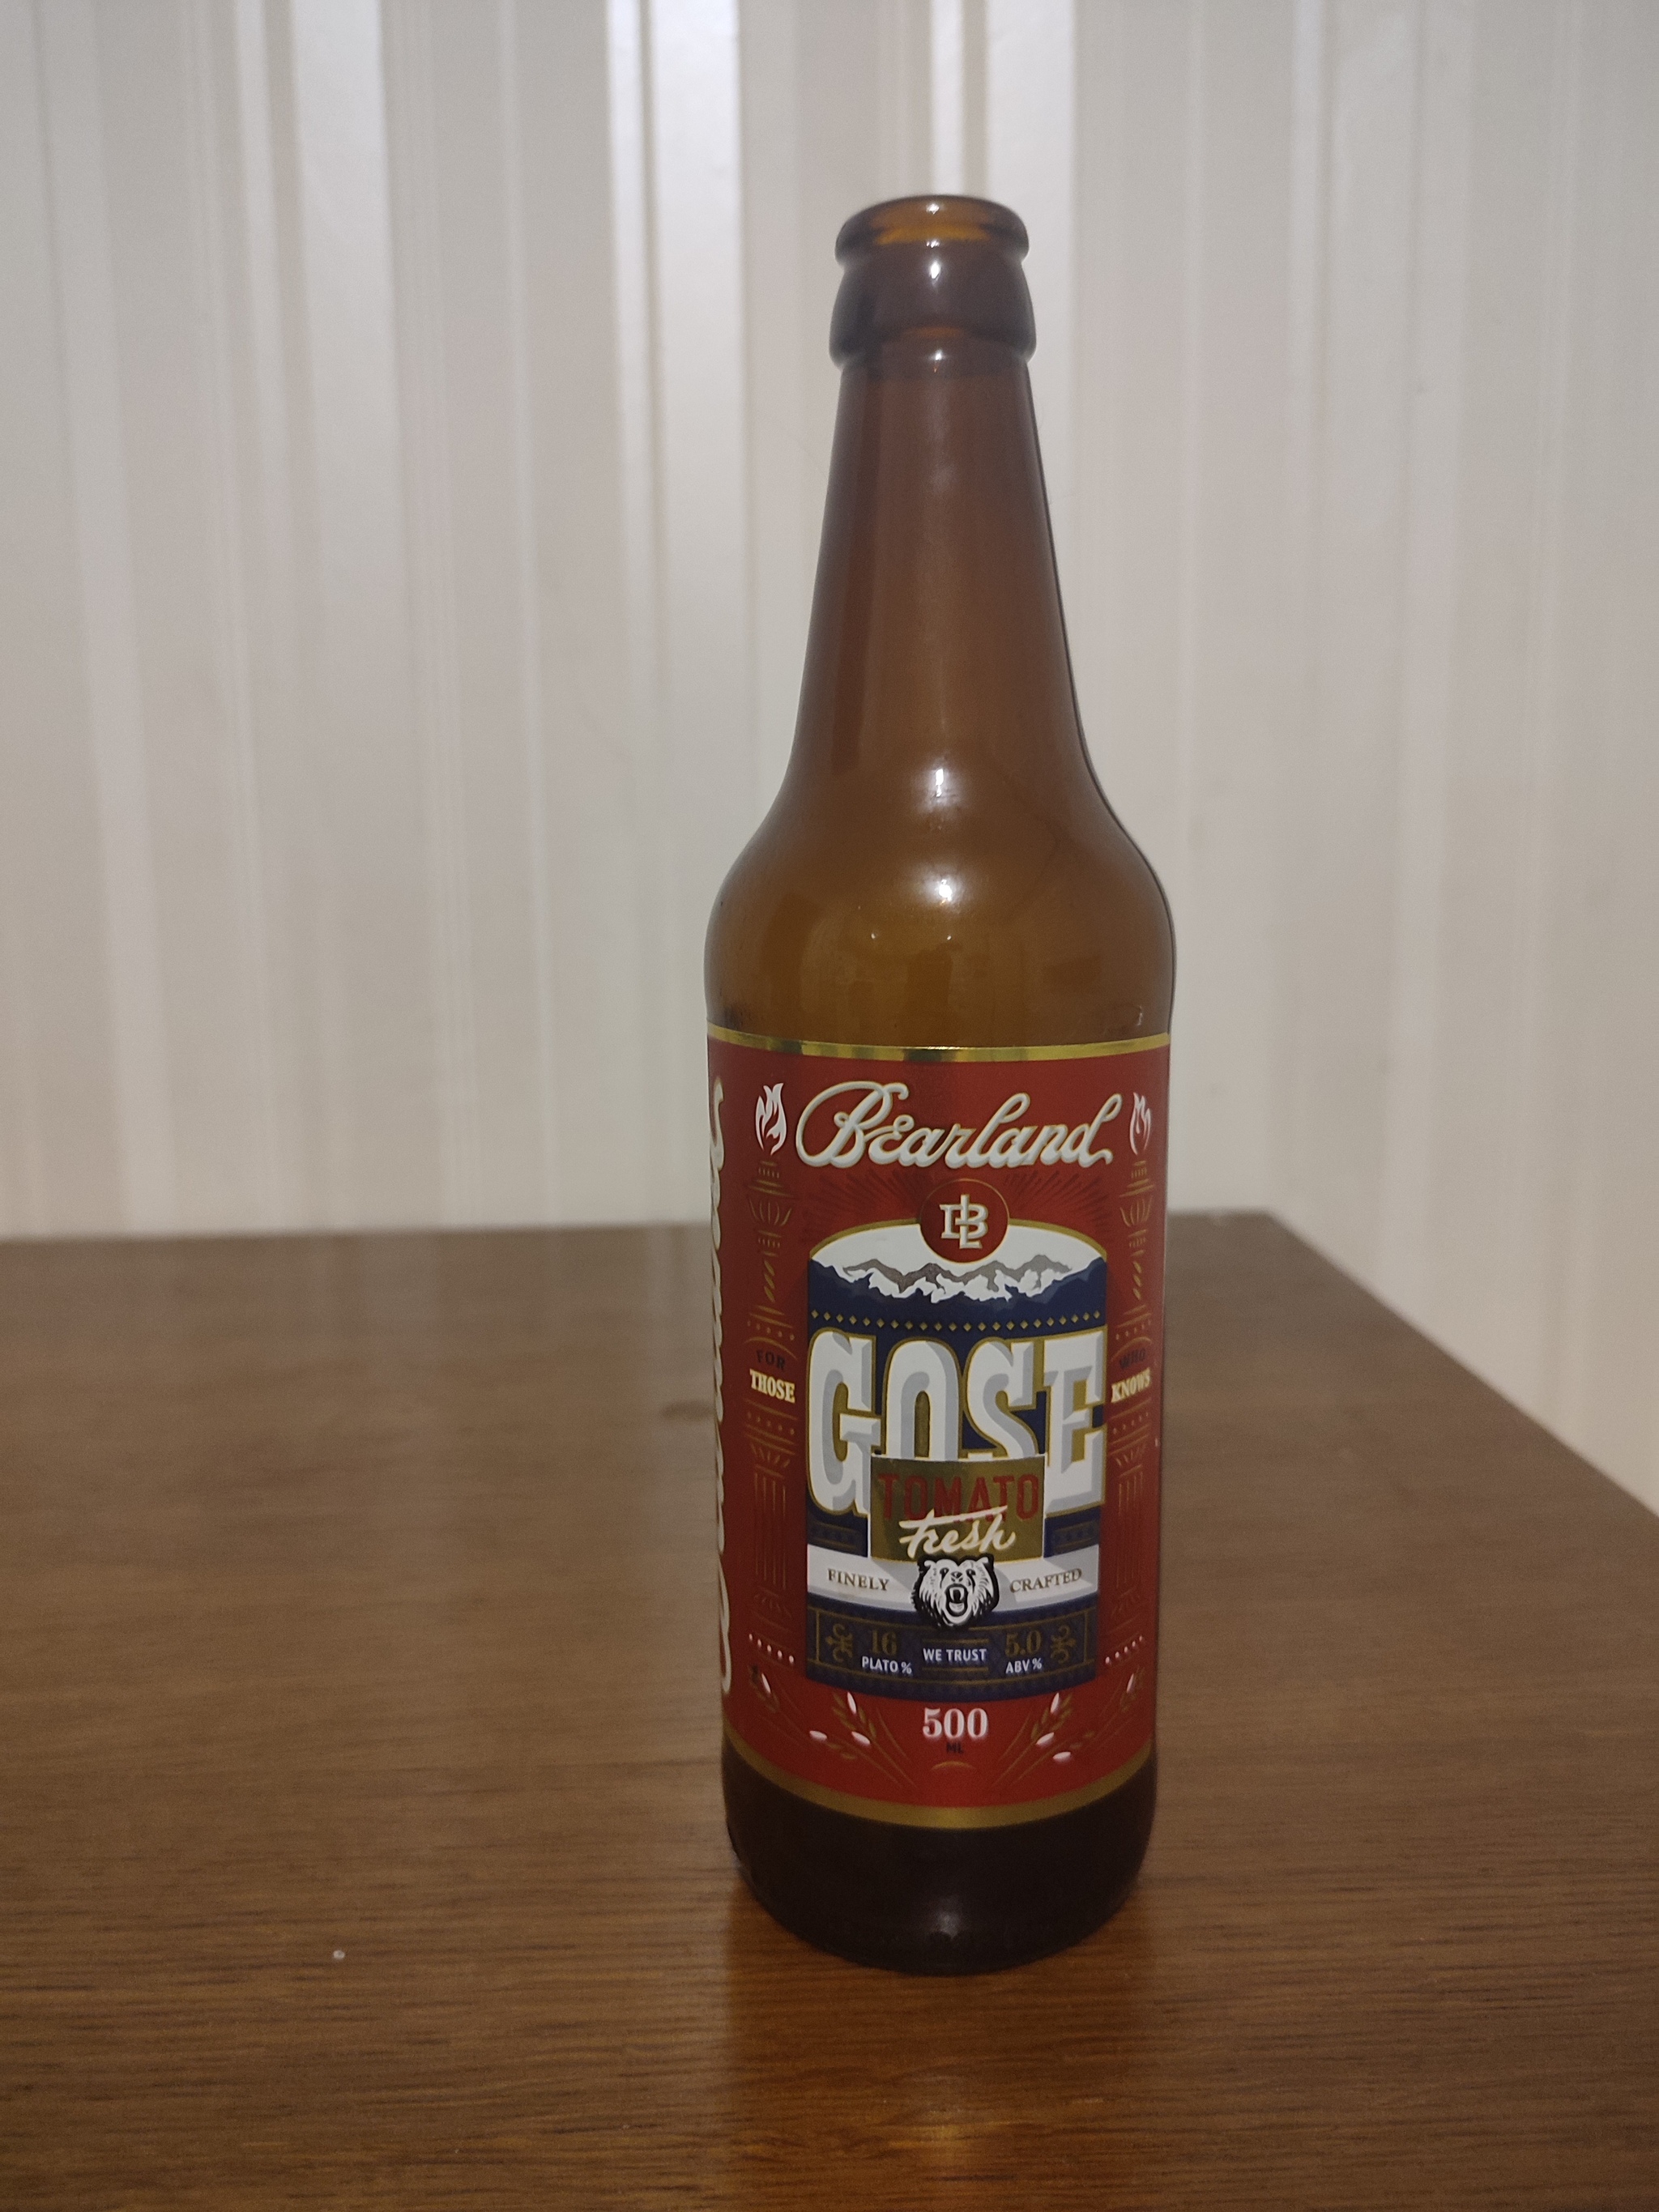 Bearland
BL
FOR
THOSE
WHO
KNOWS
GOSE
TOMATO
Fresh
FINELY CRAFTED
16
PLATO %
WE TRUST
5.0
ABV %
500
ML